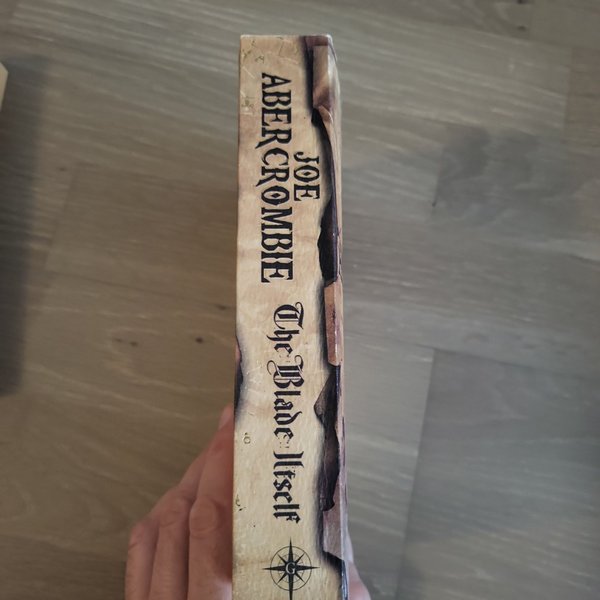 JOE
ABERCROMBIE
The Blade Itself
G